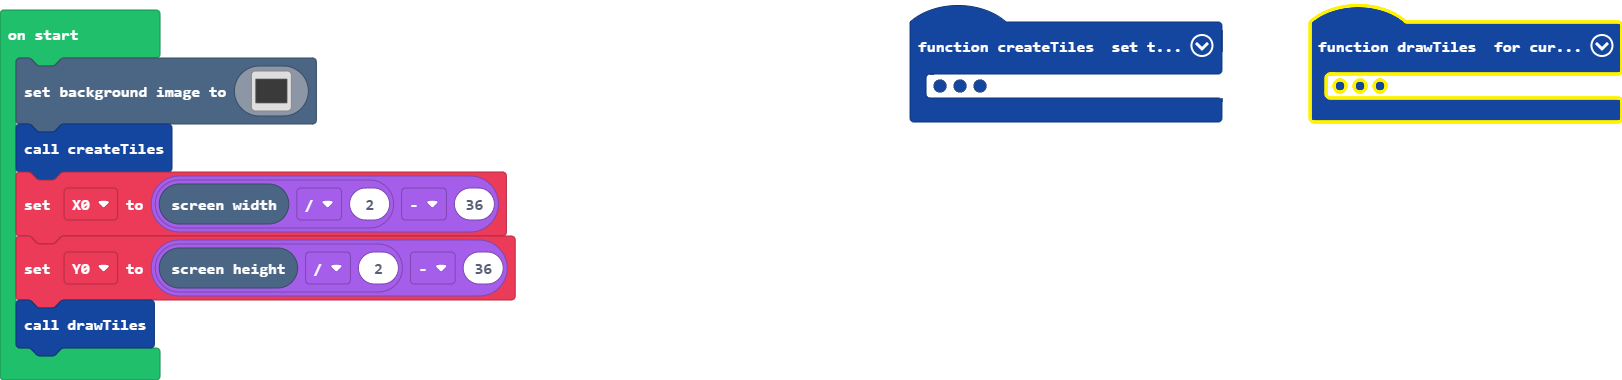 on start
function createTiles set t...
function drawTiles for cur...
set background image to
call createTiles
set X0 to screen width / 2 - 36
set Y0 to screen height / 2 - 36
call drawTiles